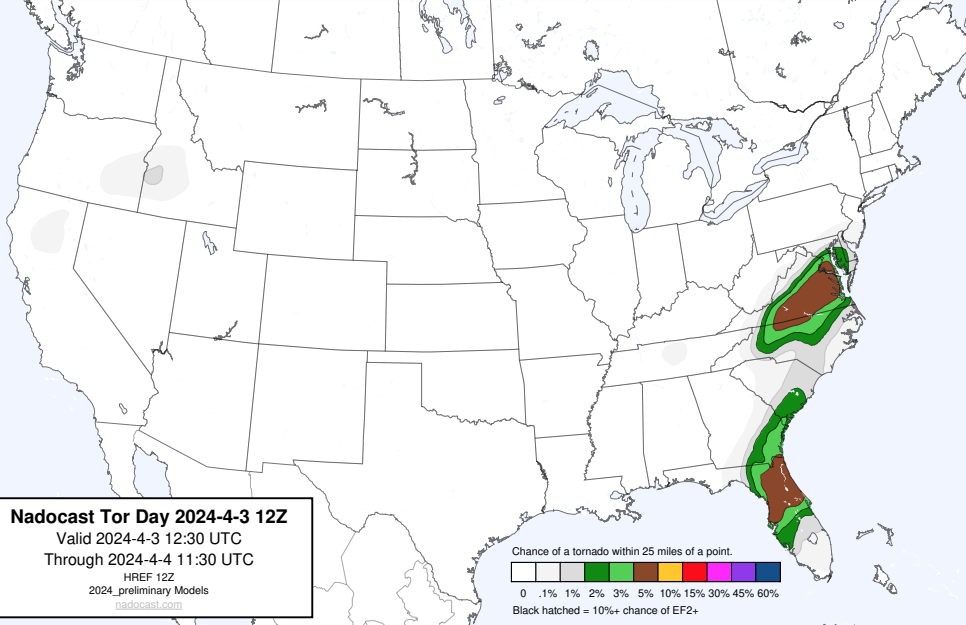 Nadocast Tor Day 2024-4-3 12Z
Valid 2024-4-3 12:30 UTC
Through 2024-4-4 11:30 UTC
HREF 12Z
2024_preliminary Models
nadocast.com
Chance of a tornado within 25 miles of a point.
0 .1% 1% 2% 3% 5% 10% 15% 30% 45% 60%
Black hatched = 10%+ chance of EF2+